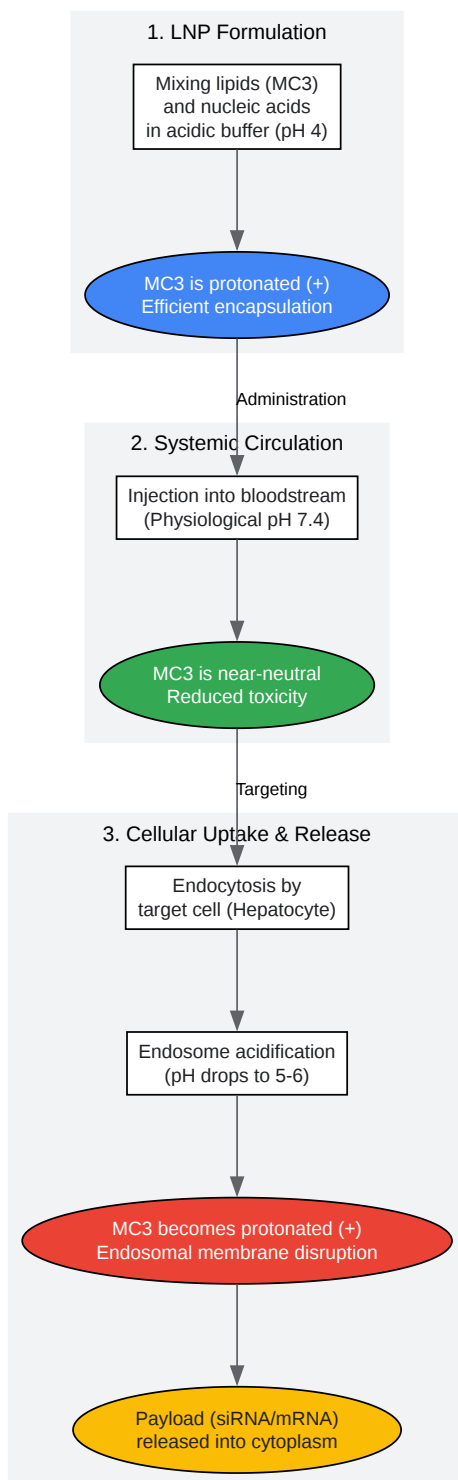 1. LNP Formulation
Mixing lipids (MC3)
and nucleic acids
in acidic buffer (pH 4)
MC3 is protonated (+)
Efficient encapsulation
Administration
2. Systemic Circulation
Injection into bloodstream
(Physiological pH 7.4)
MC3 is near-neutral
Reduced toxicity
Targeting
3. Cellular Uptake & Release
Endocytosis by
target cell (Hepatocyte)
Endosome acidification
(pH drops to 5-6)
MC3 becomes protonated (+)
Endosomal membrane disruption
Payload (siRNA/mRNA)
released into cytoplasm